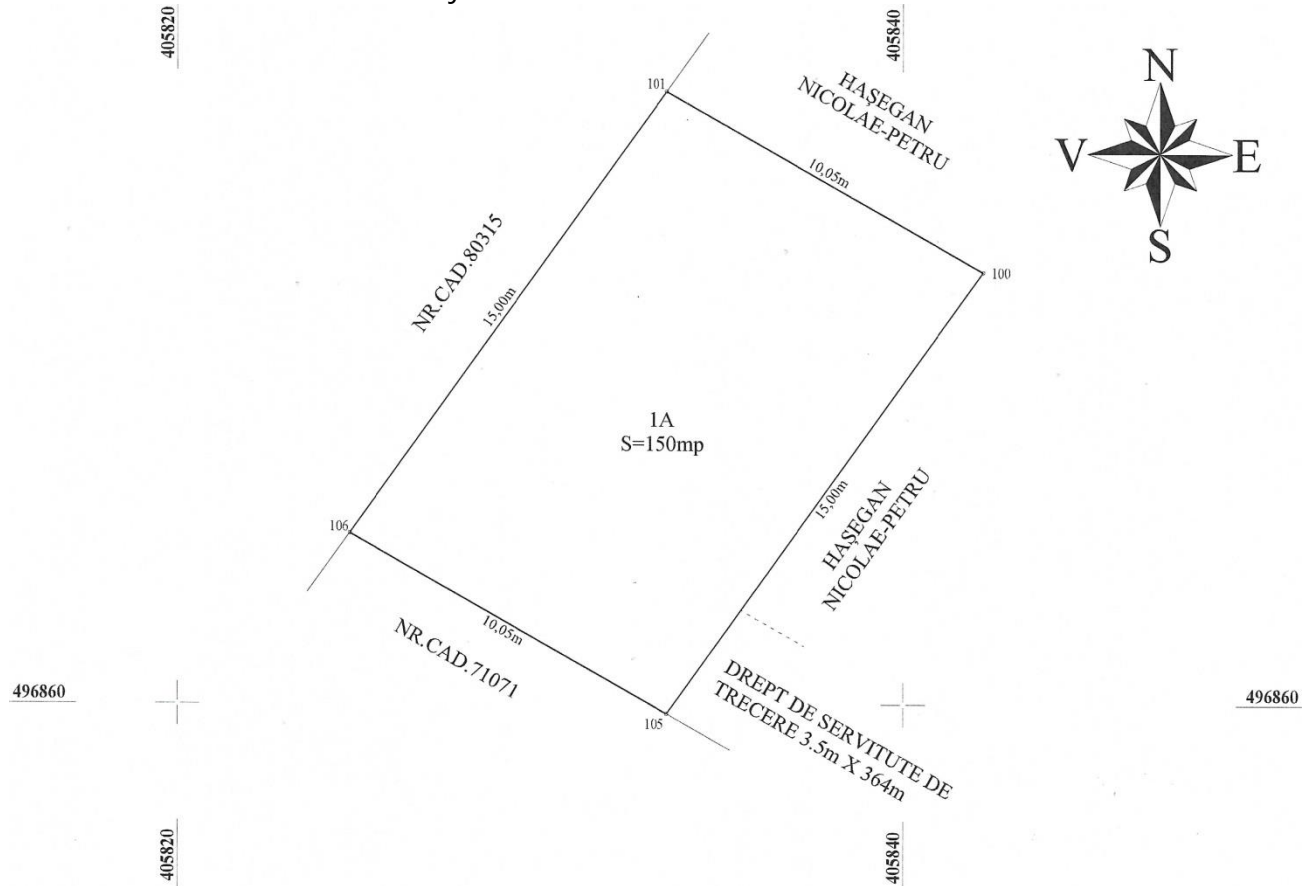 405820
405840
N
V
E
S
101
HAȘEGAN
NICOLAE-PETRU
10,05m
100
NR.CAD.80315
15,00m
1A
S=150mp
15,00m
HAȘEGAN
NICOLAE-PETRU
106
10,05m
NR.CAD.71071
105
DREPT DE SERVITUTE DE
TRECERE 3.5m X 364m
496860
496860
405820
405840